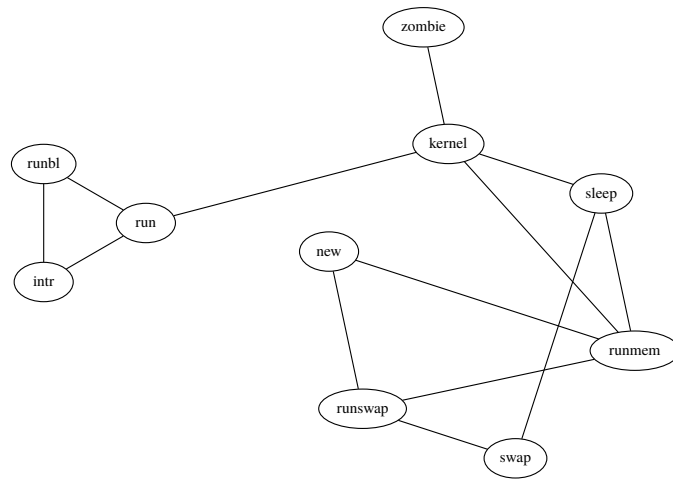 zombie
kernel
runbl
sleep
run
new
intr
runmem
runswap
swap